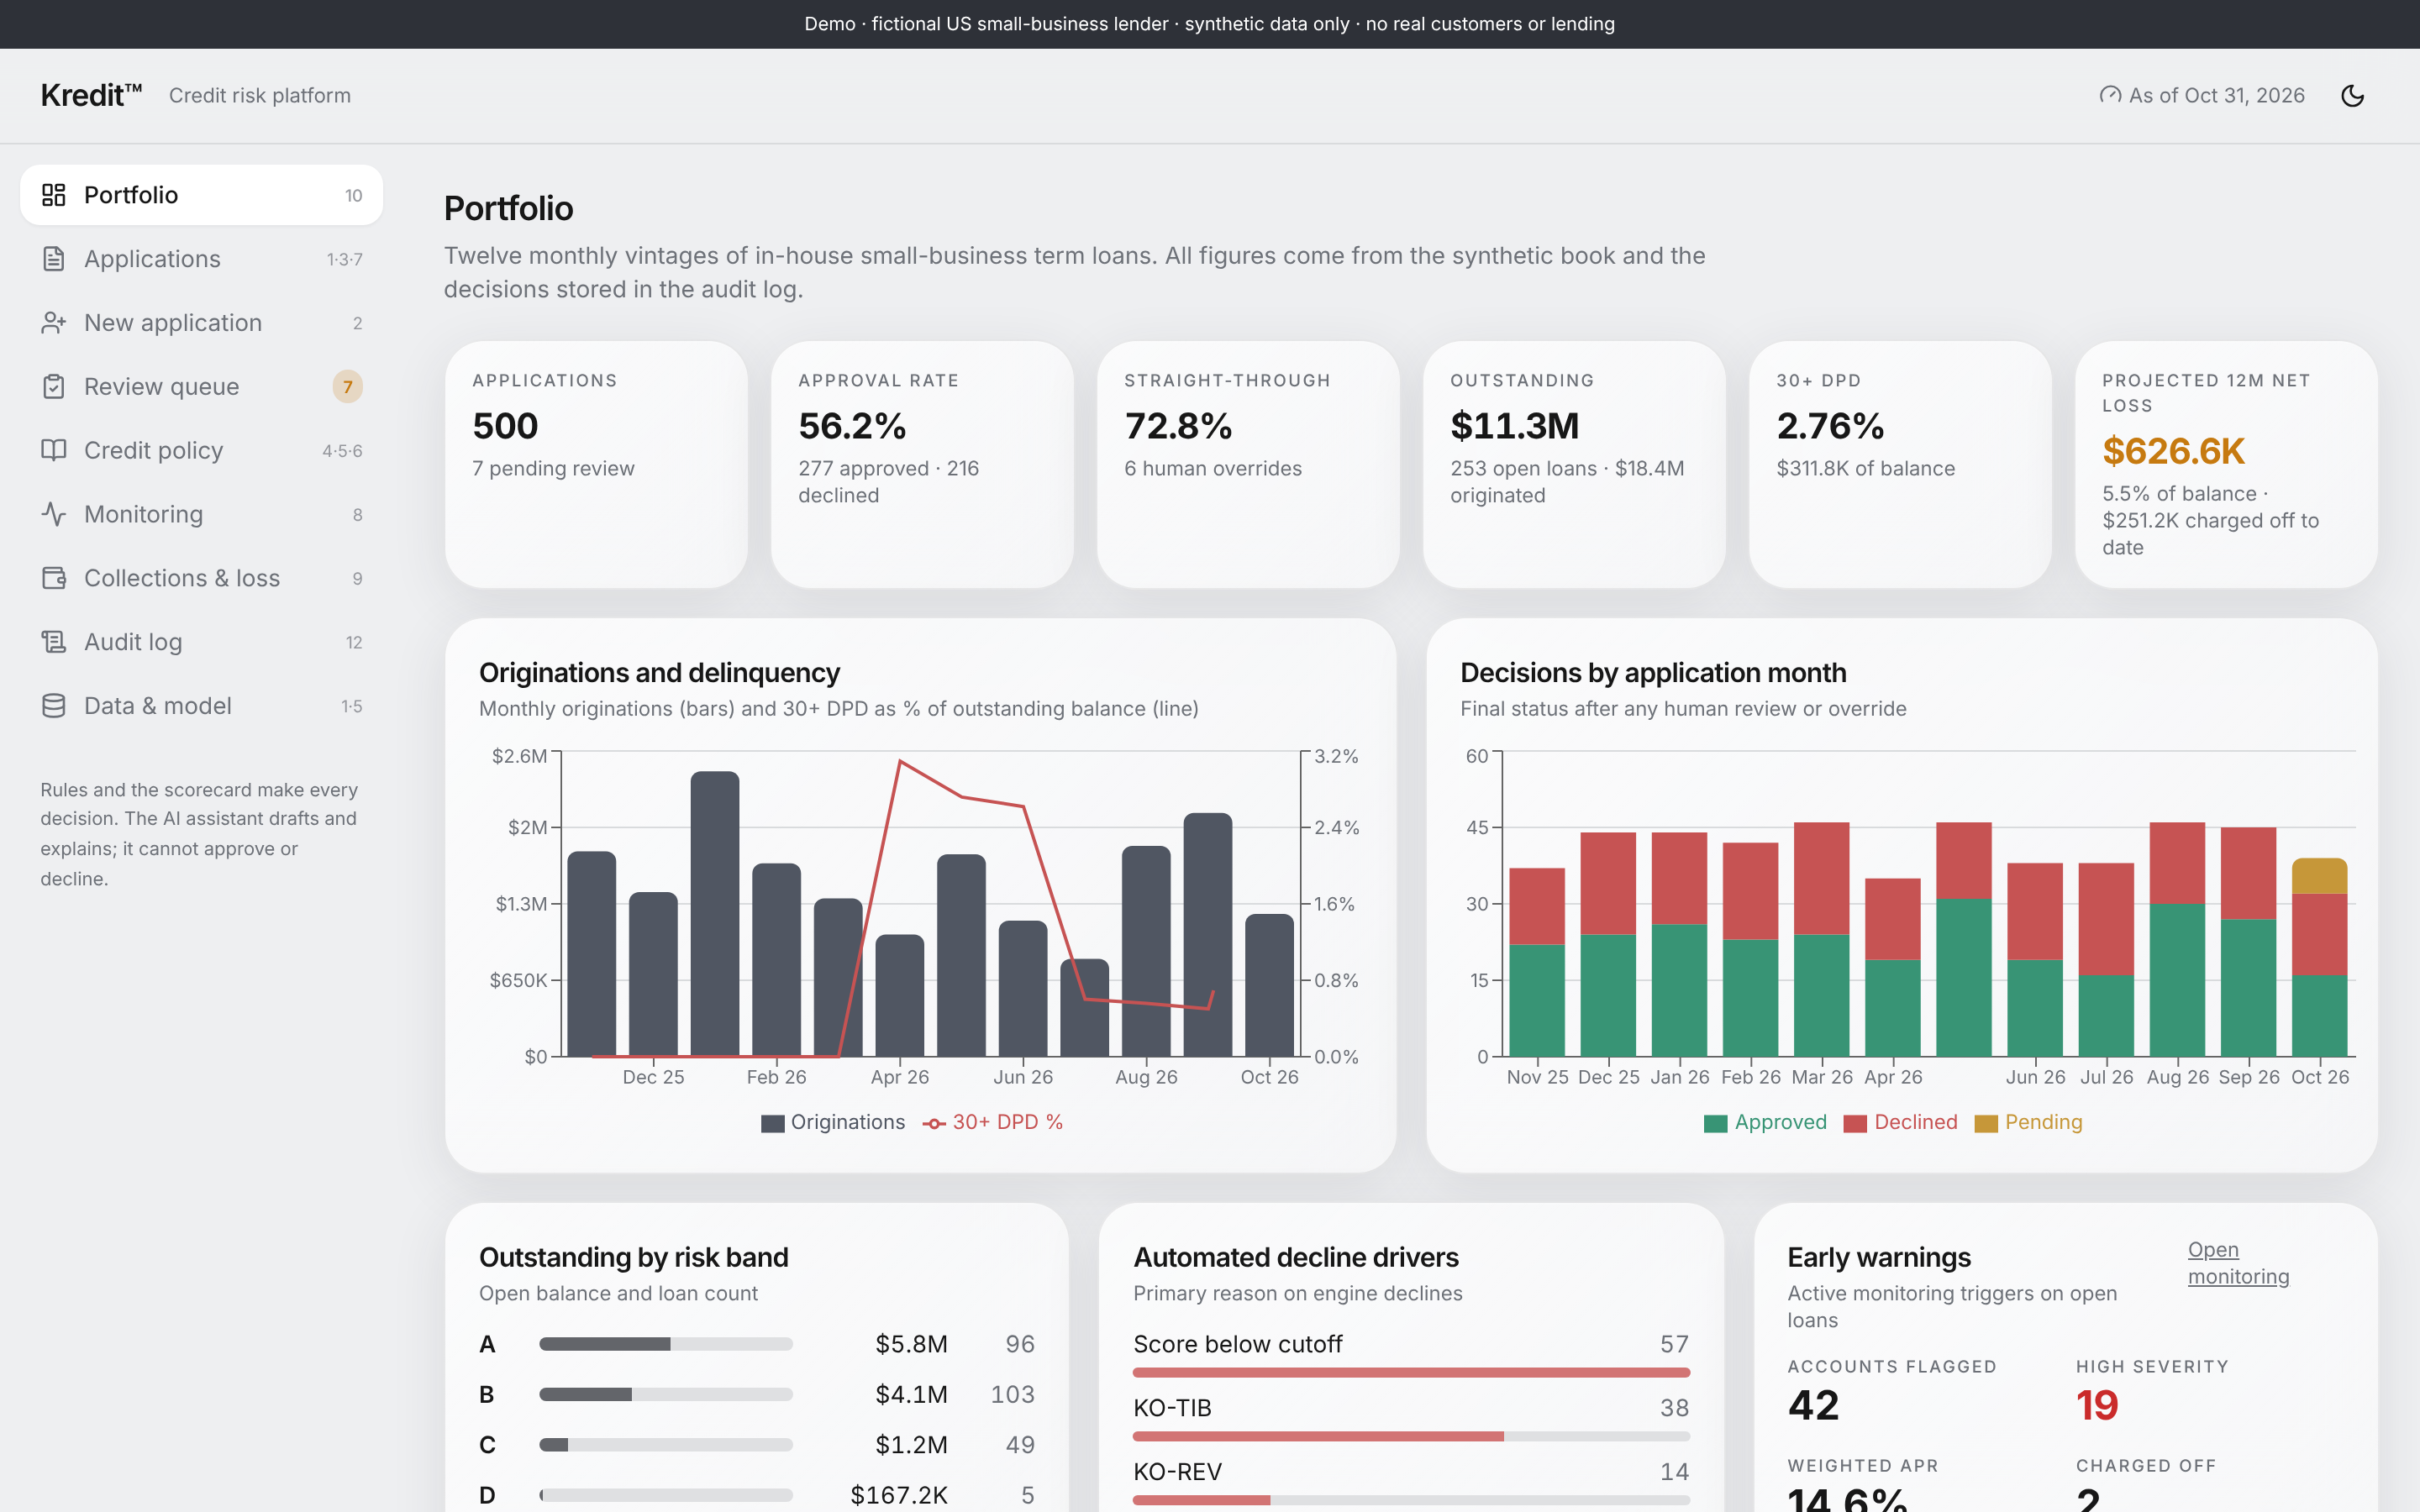 Demo · fictional US small-business lender · synthetic data only · no real customers or lending
Kredit™ Credit risk platform
As of Oct 31, 2026
Portfolio 10
Applications 1·3·7
New application 2
Review queue 7
Credit policy 4·5·6
Monitoring 8
Collections & loss 9
Audit log 12
Data & model 1·5
Rules and the scorecard make every
decision. The AI assistant drafts and
explains; it cannot approve or
decline.
Portfolio
Twelve monthly vintages of in-house small-business term loans. All figures come from the synthetic book and the
decisions stored in the audit log.
APPLICATIONS
500
7 pending review
APPROVAL RATE
56.2%
277 approved · 216
declined
STRAIGHT-THROUGH
72.8%
6 human overrides
OUTSTANDING
$11.3M
253 open loans · $18.4M
originated
30+ DPD
2.76%
$311.8K of balance
PROJECTED 12M NET
LOSS
$626.6K
5.5% of balance ·
$251.2K charged off to
date
Originations and delinquency
Monthly originations (bars) and 30+ DPD as % of outstanding balance (line)
$2.6M 3.2%
$2M 2.4%
$1.3M 1.6%
$650K 0.8%
$0 0.0%
Dec 25 Feb 26 Apr 26 Jun 26 Aug 26 Oct 26
Originations 30+ DPD %
Decisions by application month
Final status after any human review or override
60
45
30
15
0
Nov 25 Dec 25 Jan 26 Feb 26 Mar 26 Apr 26 Jun 26 Jul 26 Aug 26 Sep 26 Oct 26
Approved Declined Pending
Outstanding by risk band
Open balance and loan count
A $5.8M 96
B $4.1M 103
C $1.2M 49
D $167.2K 5
Automated decline drivers
Primary reason on engine declines
Score below cutoff 57
KO-TIB 38
KO-REV 14
Early warnings
Open
monitoring
Active monitoring triggers on open
loans
ACCOUNTS FLAGGED
42
HIGH SEVERITY
19
WEIGHTED APR
14.6%
CHARGED OFF
2